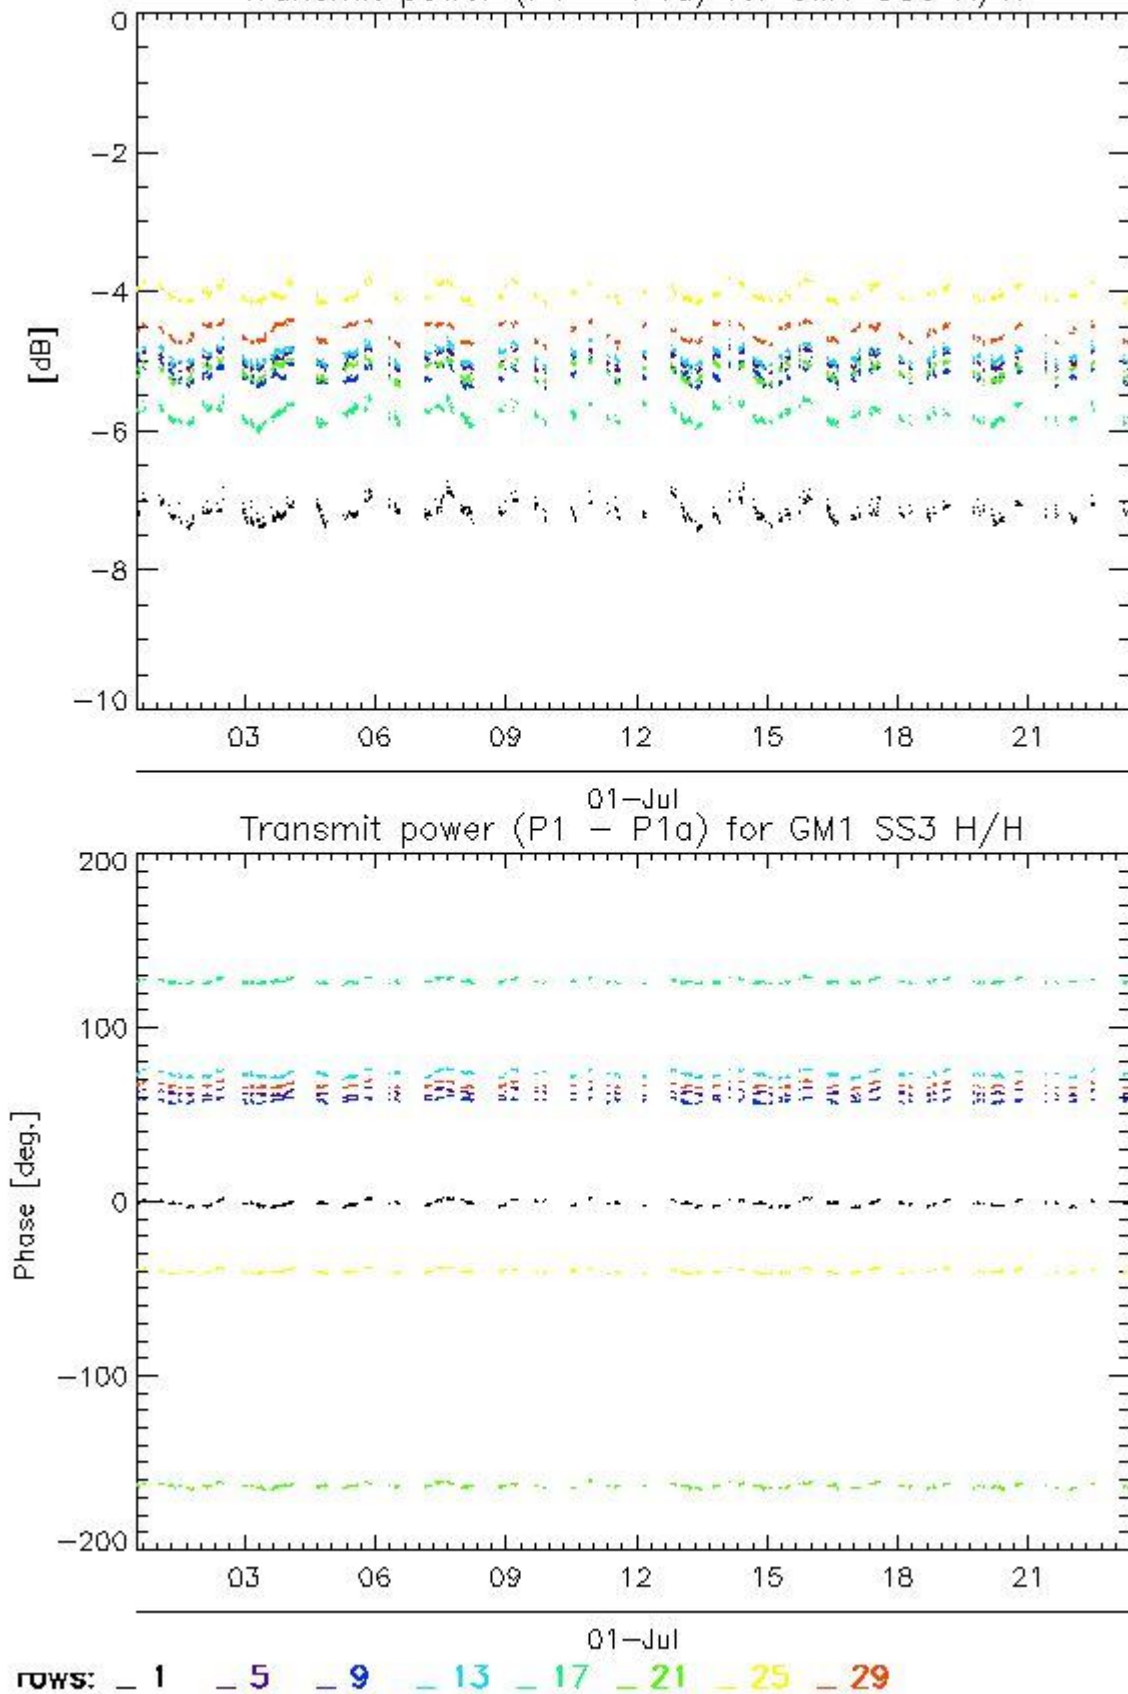 0
−2
−4
[dB]
−6
−8
−10
03 06 09 12 15 18 21
01−Jul
Transmit power (P1 − P1a) for GM1 SS3 H/H
200
100
Phase [deg.]
0
−100
−200
03 06 09 12 15 18 21
01−Jul
rows: _ 1 _ 5 _ 9 _ 13 _ 17 _ 21 _ 25 _ 29